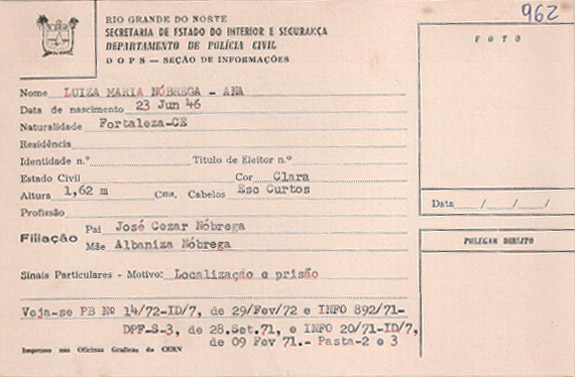 962
RIO GRANDE DO NORTE
SECRETARIA DE ESTADO DO INTERIOR E SEGURANÇA
DEPARTAMENTO DE POLÍCIA CIVIL
DOPS — SEÇÃO DE INFORMAÇÕES
FOTO
Nome LUIZA MARIA NÓBREGA - ANA
Data de nascimento 23 Jun 46
Naturalidade Fortaleza-CE
Residência
Identidade n.º Titulo de Eleitor n.º
Estado Civil Cor Clara
Altura 1,62 m Cms. Cabelos Esc Curtos
Profissão
Data / / /
Filiação
Pai José Cezar Nóbrega
Mãe Albaniza Nóbrega
POLEGAR DIREITO
Sinais Particulares - Motivo: Localização e prisão
Veja-se PB Nº 14/72-ID/7, de 29/Fev/72 e INFO 892/71-
DPF-S-3, de 28.Set.71, e INFO 20/71-ID/7,
de 09 Fev 71.- Pasta-2 e 3
Impresso nas Oficinas Graficas da CERN